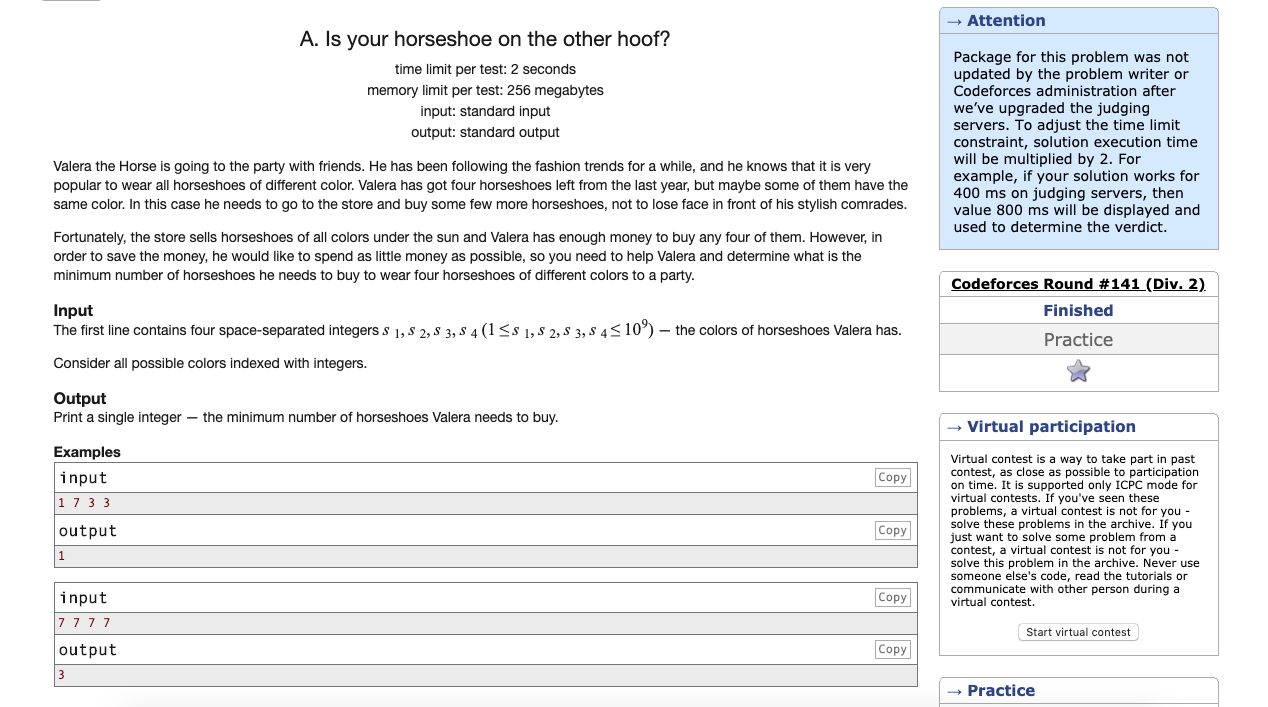 A. Is your horseshoe on the other hoof?
time limit per test: 2 seconds
memory limit per test: 256 megabytes
input: standard input
output: standard output
Valera the Horse is going to the party with friends. He has been following the fashion trends for a while, and he knows that it is very
popular to wear all horseshoes of different color. Valera has got four horseshoes left from the last year, but maybe some of them have the
same color. In this case he needs to go to the store and buy some few more horseshoes, not to lose face in front of his stylish comrades.
Fortunately, the store sells horseshoes of all colors under the sun and Valera has enough money to buy any four of them. However, in
order to save the money, he would like to spend as little money as possible, so you need to help Valera and determine what is the
minimum number of horseshoes he needs to buy to wear four horseshoes of different colors to a party.
Input
The first line contains four space-separated integers s 1, s 2, s 3, s 4 (1 ≤ s 1, s 2, s 3, s 4 ≤ 10⁹) — the colors of horseshoes Valera has.
Consider all possible colors indexed with integers.
Output
Print a single integer — the minimum number of horseshoes Valera needs to buy.
Examples
input Copy
1 7 3 3
output Copy
1
input Copy
7 7 7 7
output Copy
3
→ Attention
Package for this problem was not
updated by the problem writer or
Codeforces administration after
we've upgraded the judging
servers. To adjust the time limit
constraint, solution execution time
will be multiplied by 2. For
example, if your solution works for
400 ms on judging servers, then
value 800 ms will be displayed and
used to determine the verdict.
Codeforces Round #141 (Div. 2)
Finished
Practice
→ Virtual participation
Virtual contest is a way to take part in past
contest, as close as possible to participation
on time. It is supported only ICPC mode for
virtual contests. If you've seen these
problems, a virtual contest is not for you -
solve these problems in the archive. If you
just want to solve some problem from a
contest, a virtual contest is not for you -
solve this problem in the archive. Never use
someone else's code, read the tutorials or
communicate with other person during a
virtual contest.
Start virtual contest
→ Practice